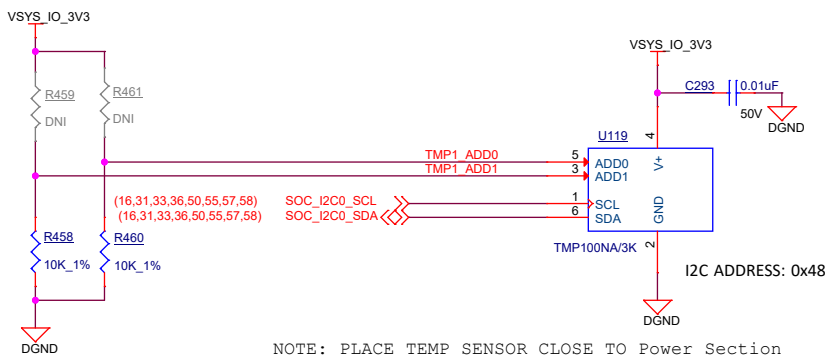 VSYS_IO_3V3
VSYS_IO_3V3
R459
DNI
R461
DNI
C293
0.01uF
50V
DGND
U119
4
TMP1_ADD0
5
ADD0
V+
TMP1_ADD1
3
ADD1
(16,31,33,36,50,55,57,58)
SOC_I2C0_SCL
1
SCL
(16,31,33,36,50,55,57,58)
SOC_I2C0_SDA
6
SDA
GND
R458
10K_1%
R460
10K_1%
TMP100NA/3K
2
I2C ADDRESS: 0x48
DGND
DGND
NOTE: PLACE TEMP SENSOR CLOSE TO Power Section